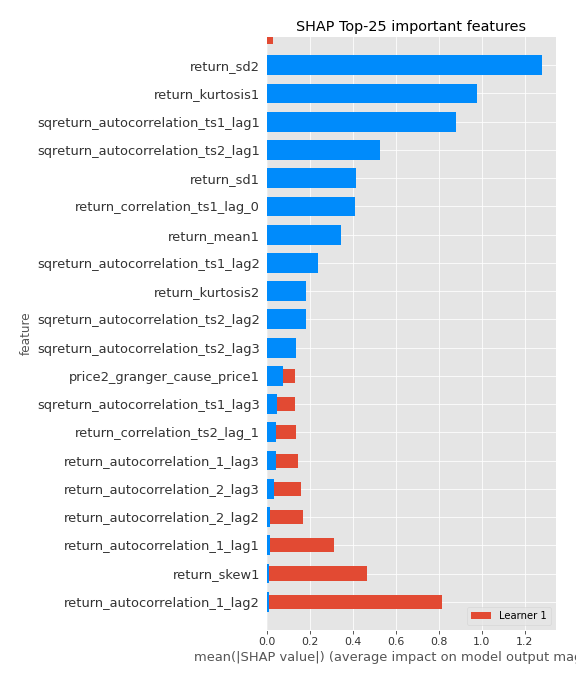 SHAP Top-25 important features
return_sd2
return_kurtosis1
sqreturn_autocorrelation_ts1_lag1
sqreturn_autocorrelation_ts2_lag1
return_sd1
return_correlation_ts1_lag_0
return_mean1
sqreturn_autocorrelation_ts1_lag2
return_kurtosis2
sqreturn_autocorrelation_ts2_lag2
sqreturn_autocorrelation_ts2_lag3
price2_granger_cause_price1
sqreturn_autocorrelation_ts1_lag3
return_correlation_ts2_lag_1
return_autocorrelation_1_lag3
return_autocorrelation_2_lag3
return_autocorrelation_2_lag2
return_autocorrelation_1_lag1
return_skew1
return_autocorrelation_1_lag2
feature
Learner 1
0.0 0.2 0.4 0.6 0.8 1.0 1.2
mean(|SHAP value|) (average impact on model output mag